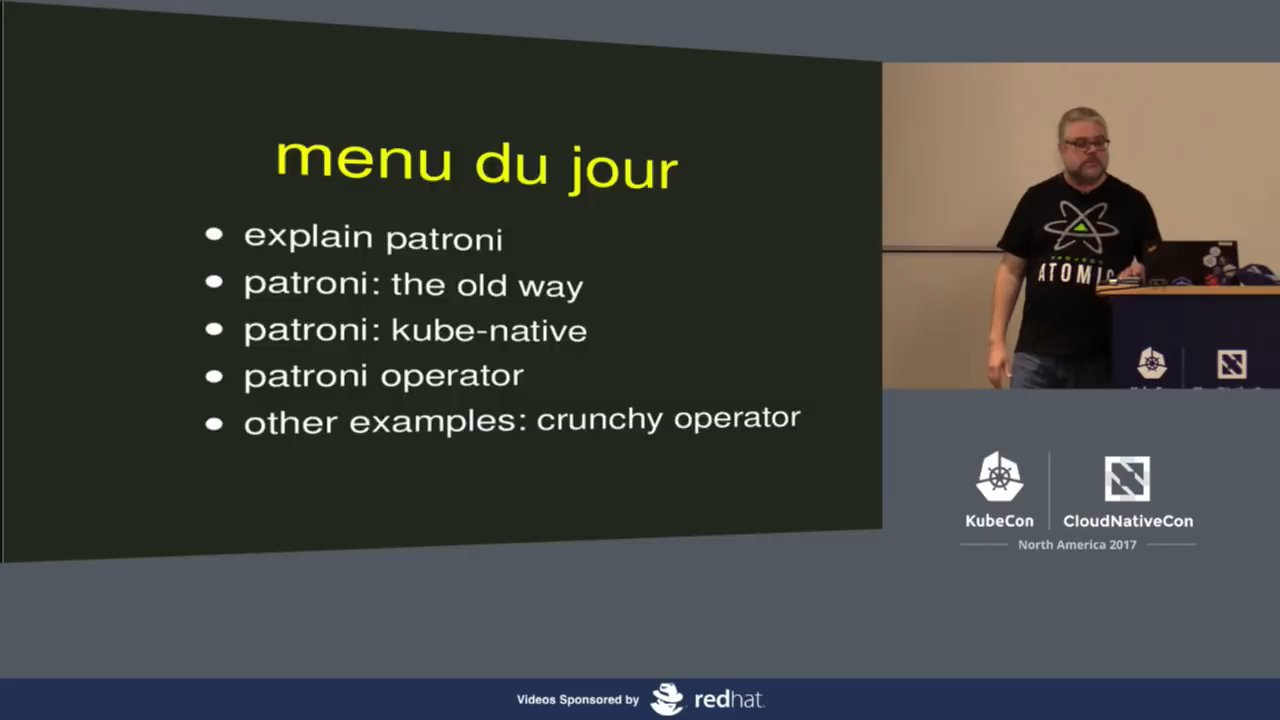 menu du jour
explain patroni
patroni: the old way
patroni: kube-native
patroni operator
other examples: crunchy operator
PROJECT
ATOMIC
KubeCon
CloudNativeCon
North America 2017
Videos Sponsored by redhat